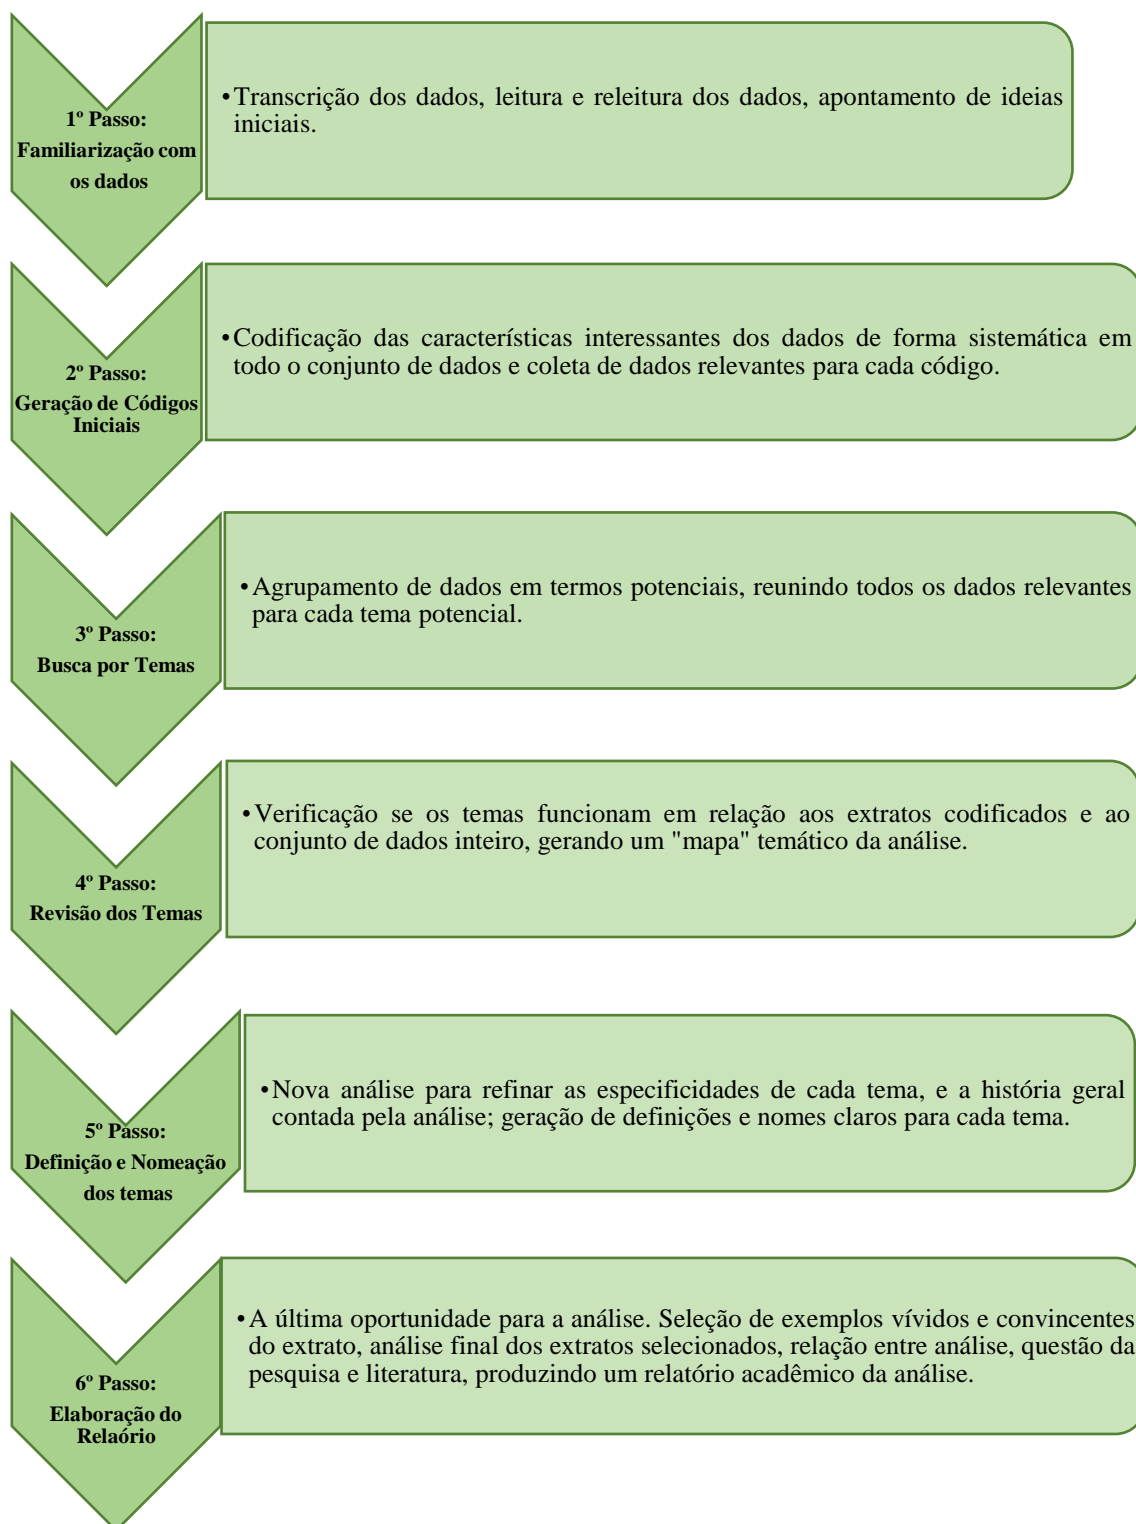 1º Passo:
Familiarização com
os dados
•Transcrição dos dados, leitura e releitura dos dados, apontamento de ideias
iniciais.
2º Passo:
Geração de Códigos
Iniciais
•Codificação das características interessantes dos dados de forma sistemática em
todo o conjunto de dados e coleta de dados relevantes para cada código.
3º Passo:
Busca por Temas
•Agrupamento de dados em termos potenciais, reunindo todos os dados relevantes
para cada tema potencial.
4º Passo:
Revisão dos Temas
•Verificação se os temas funcionam em relação aos extratos codificados e ao
conjunto de dados inteiro, gerando um "mapa" temático da análise.
5º Passo:
Definição e Nomeação
dos temas
•Nova análise para refinar as especificidades de cada tema, e a história geral
contada pela análise; geração de definições e nomes claros para cada tema.
6º Passo:
Elaboração do
Relaório
•A última oportunidade para a análise. Seleção de exemplos vívidos e convincentes
do extrato, análise final dos extratos selecionados, relação entre análise, questão da
pesquisa e literatura, produzindo um relatório acadêmico da análise.